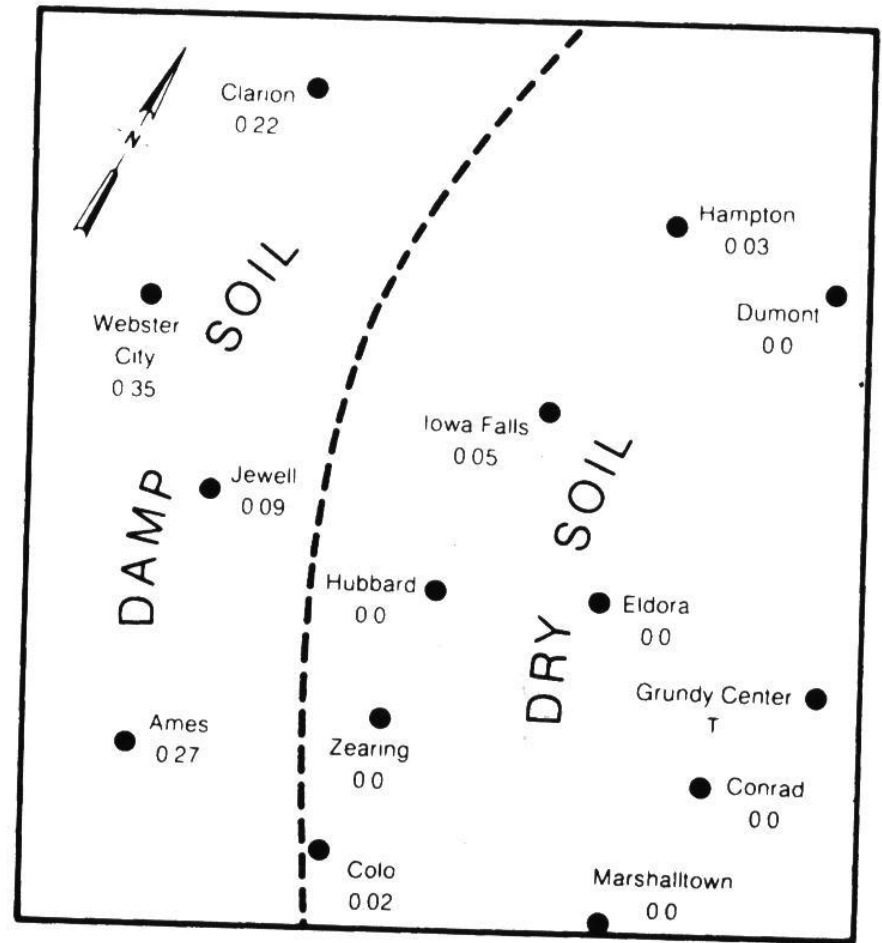 Clarion
0 22
N
Hampton
0 03
Dumont
0 0
Webster
City
0 35
SOIL
Iowa Falls
0 05
Jewell
0 09
DAMP
SOIL
Hubbard
0 0
Eldora
0 0
DRY
Grundy Center
T
Ames
0 27
Zearing
0 0
Conrad
0 0
Colo
0 02
Marshalltown
0 0